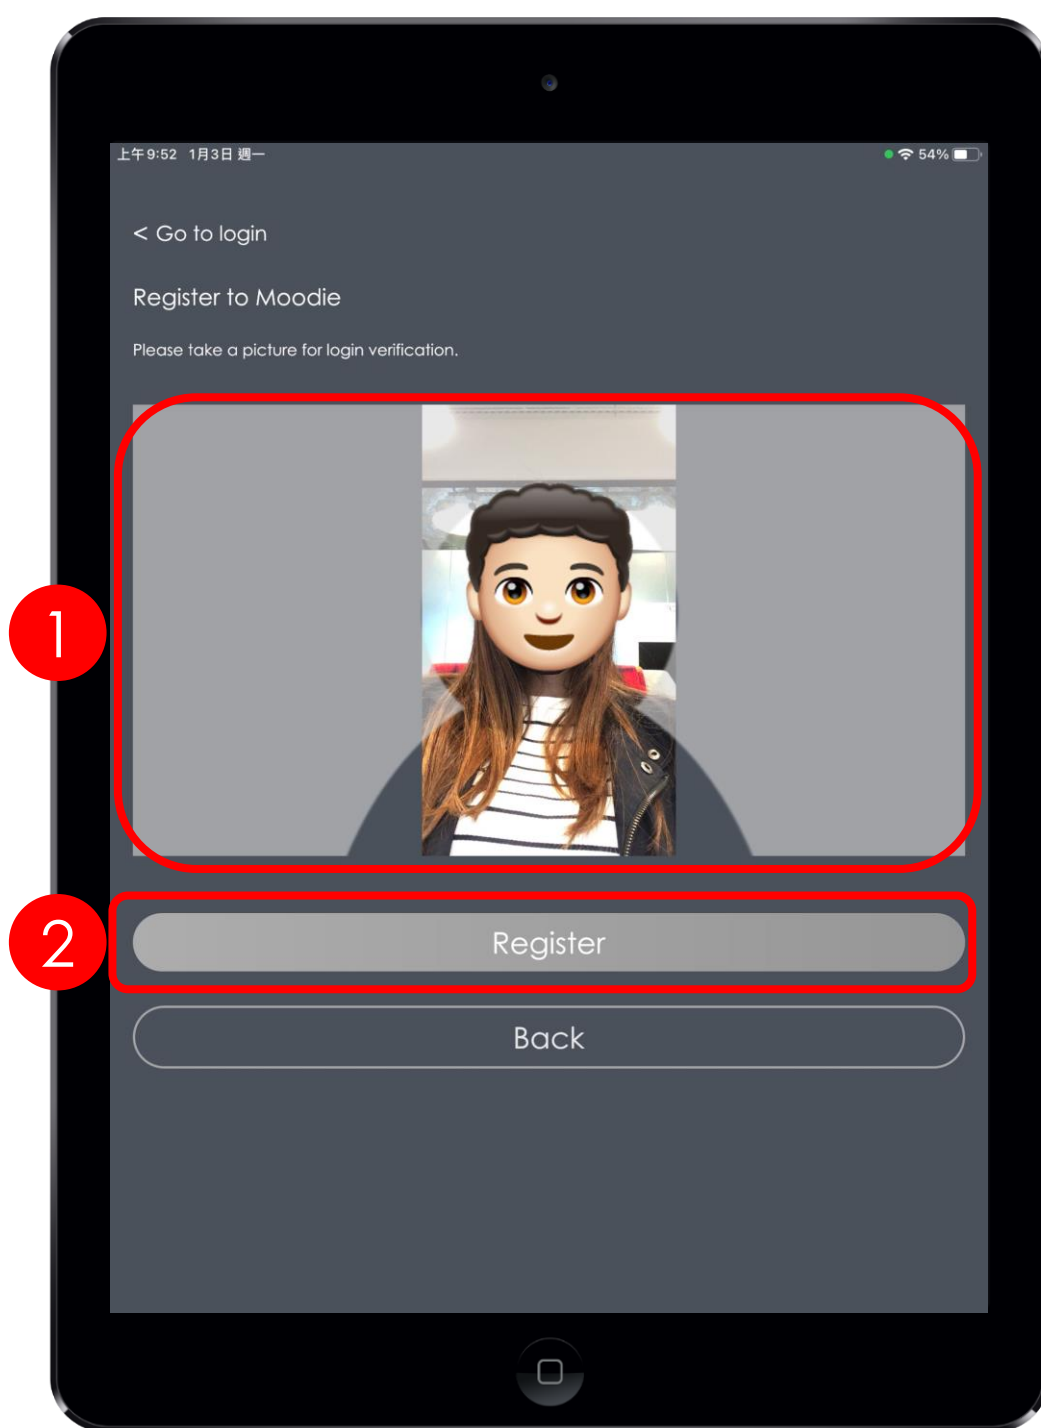 上午9:52 1月3日 週一 54%
< Go to login
Register to Moodie
Please take a picture for login verification.
1
2
Register
Back